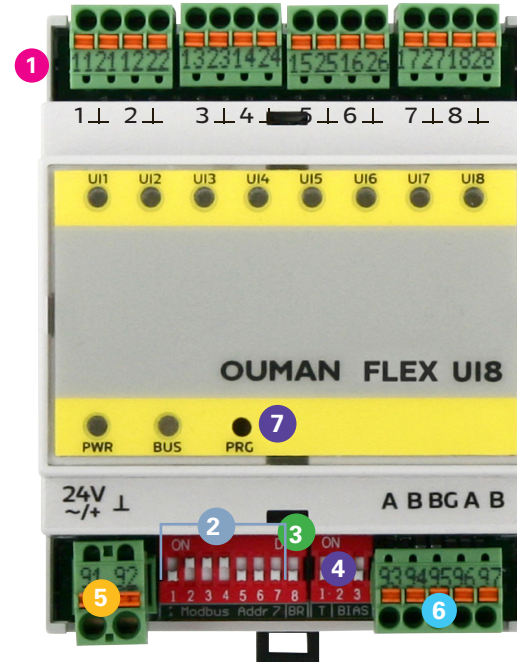 11 21 12 22 13 23 14 24 15 25 16 26 17 27 18 28
1
1 2 3 4 5 6 7 8
UI1 UI2 UI3 UI4 UI5 UI6 UI7 UI8
OUMAN FLEX UI8
7
PWR BUS PRG
24V
~/+
A B BG A B
2
3
ON
ON
4
91 92
93 94 95 96 97
5
6
1 2 3 4 5 6 7 8
1 2 3
Modbus Addr 7 BR
T BIAS